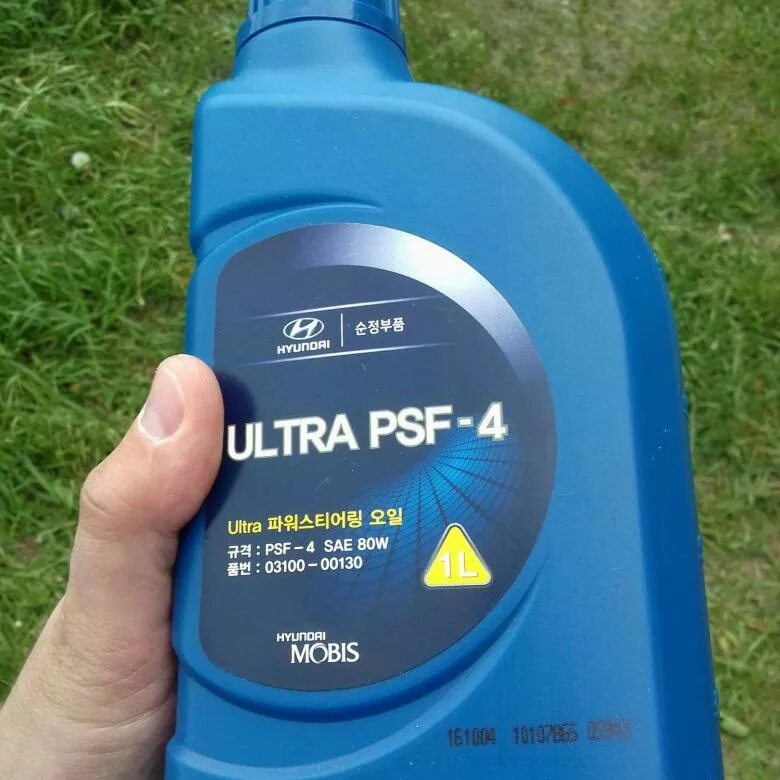 HYUNDAI
순정부품
ULTRA PSF-4
Ultra 파워스티어링 오일
규격 : PSF-4 SAE 80W
품번 : 03100-00130
1L
HYUNDAI
MOBIS
161004 10107865